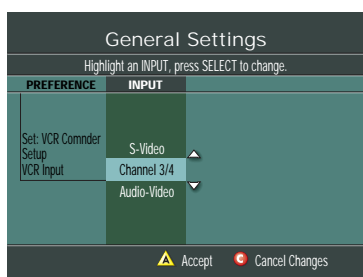 General Settings
Highlight an INPUT, press SELECT to change.
PREFERENCE INPUT
Set: VCR Comnder
Setup
VCR Input
S-Video
Channel 3/4
Audio-Video
A Accept C Cancel Changes